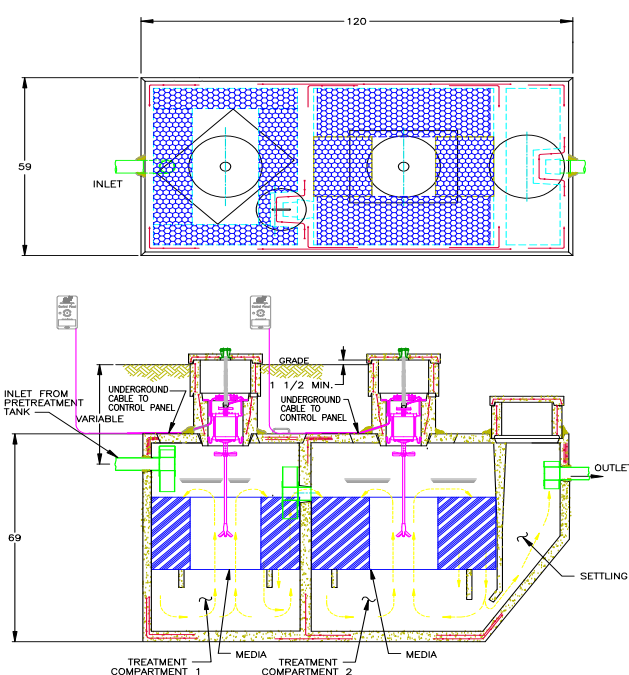 120
59
INLET
GRADE
1 1/2 MIN.
UNDERGROUND
CABLE TO
CONTROL PANEL
UNDERGROUND
CABLE TO
CONTROL PANEL
INLET FROM
PRETREATMENT
TANK
VARIABLE
OUTLET
69
SETTLING
MEDIA
MEDIA
TREATMENT
COMPARTMENT 1
TREATMENT
COMPARTMENT 2